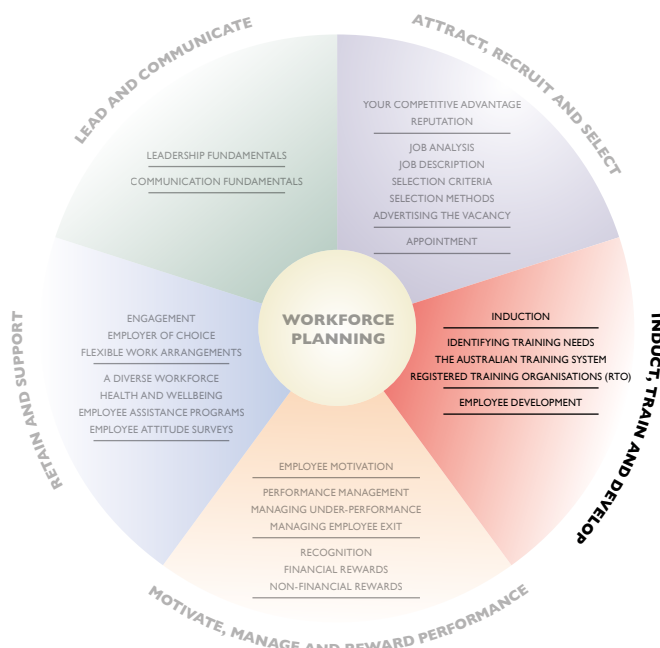 LEAD AND COMMUNICATE
LEADERSHIP FUNDAMENTALS
COMMUNICATION FUNDAMENTALS
ATTRACT, RECRUIT AND SELECT
YOUR COMPETITIVE ADVANTAGE
REPUTATION
JOB ANALYSIS
JOB DESCRIPTION
SELECTION CRITERIA
SELECTION METHODS
ADVERTISING THE VACANCY
APPOINTMENT
WORKFORCE
PLANNING
INDUCT, TRAIN AND DEVELOP
INDUCTION
IDENTIFYING TRAINING NEEDS
THE AUSTRALIAN TRAINING SYSTEM
REGISTERED TRAINING ORGANISATIONS (RTO)
EMPLOYEE DEVELOPMENT
RETAIN AND SUPPORT
ENGAGEMENT
EMPLOYER OF CHOICE
FLEXIBLE WORK ARRANGEMENTS
A DIVERSE WORKFORCE
HEALTH AND WELLBEING
EMPLOYEE ASSISTANCE PROGRAMS
EMPLOYEE ATTITUDE SURVEYS
EMPLOYEE MOTIVATION
PERFORMANCE MANAGEMENT
MANAGING UNDER-PERFORMANCE
MANAGING EMPLOYEE EXIT
RECOGNITION
FINANCIAL REWARDS
NON-FINANCIAL REWARDS
MOTIVATE, MANAGE AND REWARD PERFORMANCE